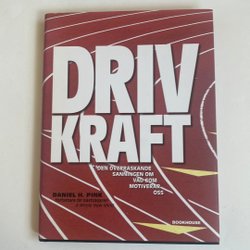 DRIV
KRAFT
DEN ÖVERRASKANDE
SANNINGEN OM
VAD SOM
MOTIVERAR
OSS
DANIEL H. PINK
BOOKHOUSE